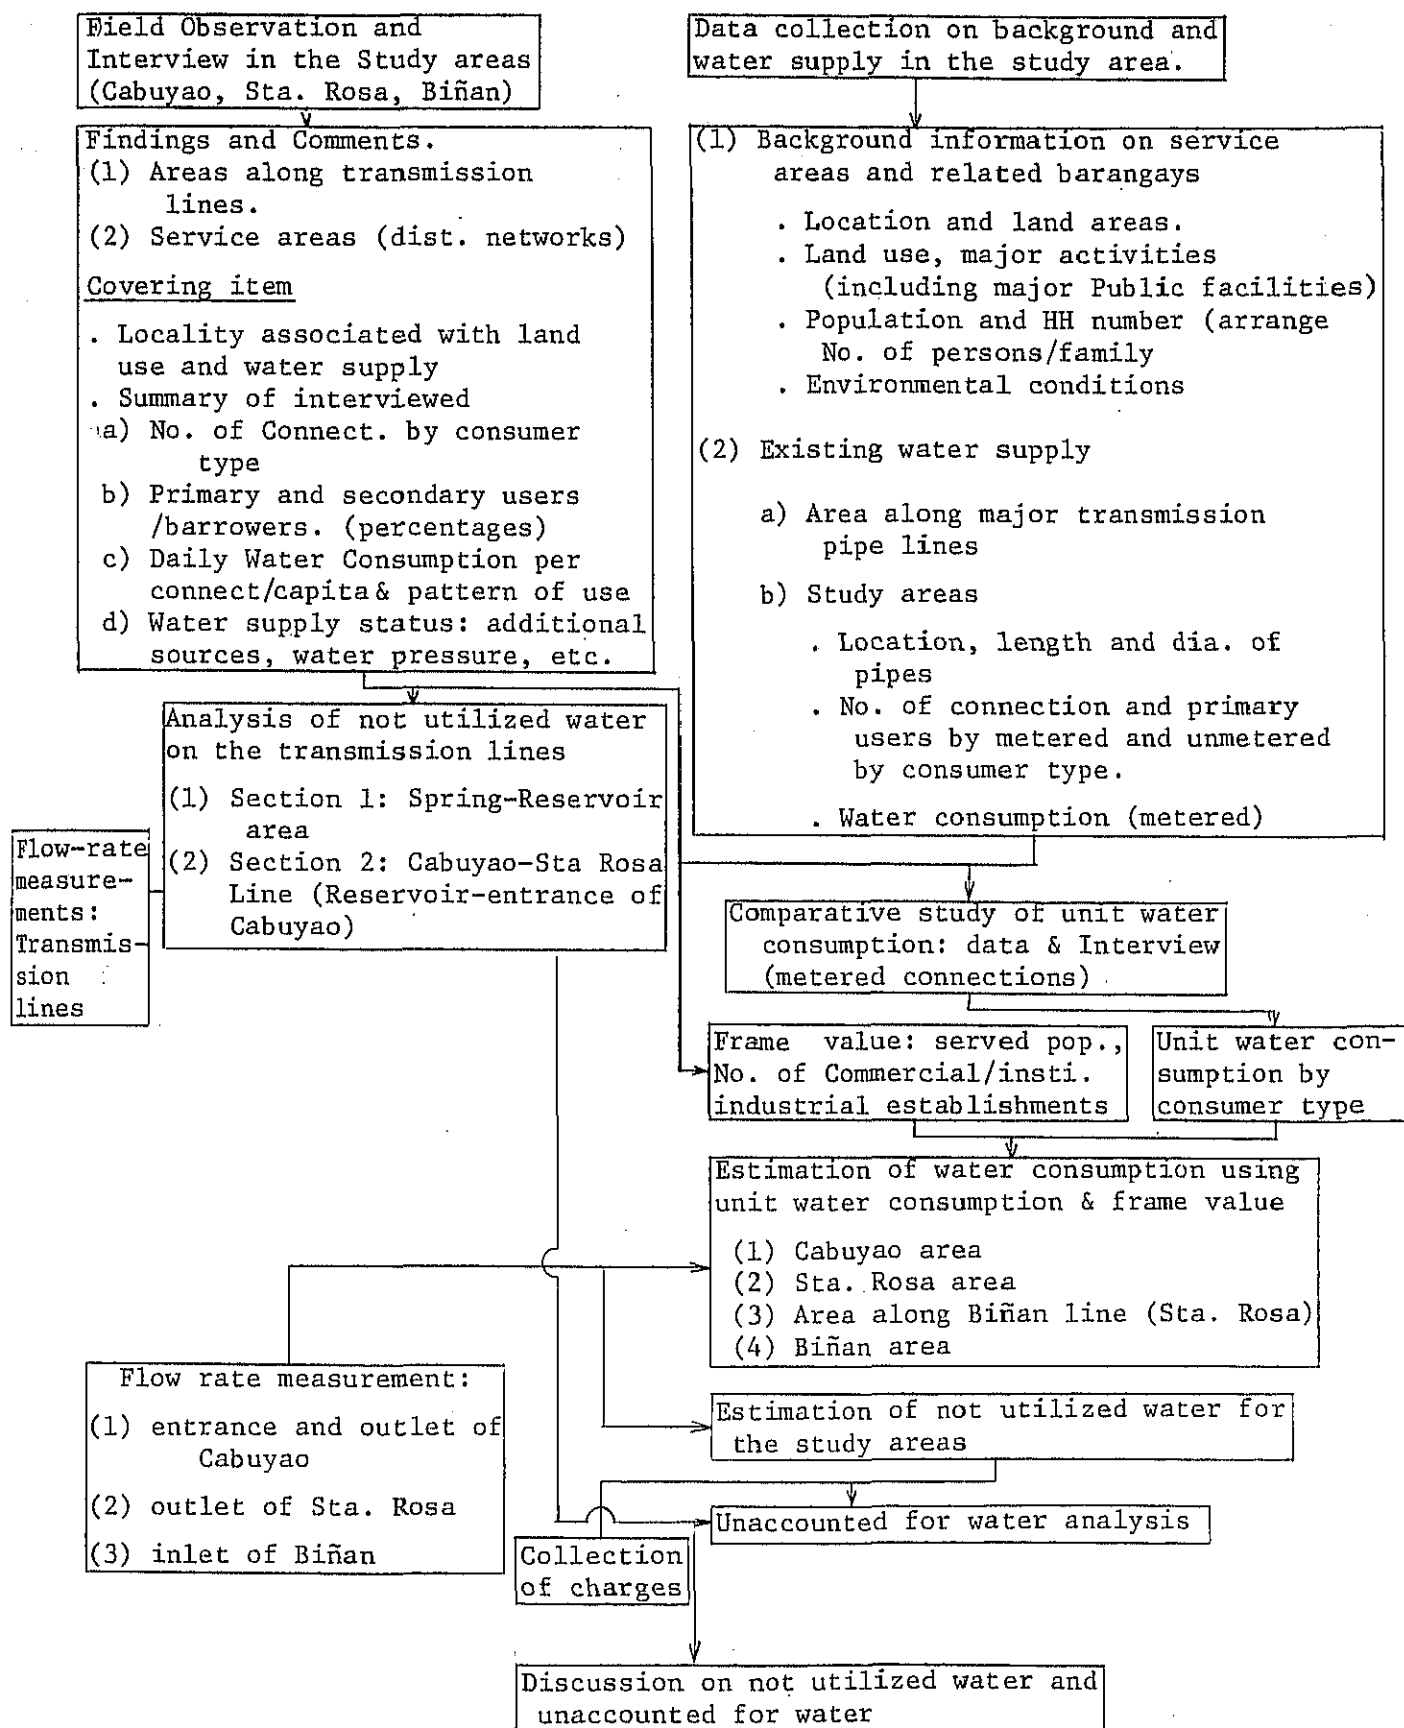 Field Observation and
Interview in the Study areas
(Cabuyao, Sta. Rosa, Biñan)
Data collection on background and
water supply in the study area.
Findings and Comments.
(1) Areas along transmission
lines.
(2) Service areas (dist. networks)
Covering item
. Locality associated with land
use and water supply
. Summary of interviewed
a) No. of Connect. by consumer
type
b) Primary and secondary users
/barrowers. (percentages)
c) Daily Water Consumption per
connect/capita & pattern of use
d) Water supply status: additional
sources, water pressure, etc.
(1) Background information on service
areas and related barangays
. Location and land areas.
. Land use, major activities
(including major Public facilities)
. Population and HH number (arrange
No. of persons/family
. Environmental conditions
(2) Existing water supply
a) Area along major transmission
pipe lines
b) Study areas
. Location, length and dia. of
pipes
. No. of connection and primary
users by metered and unmetered
by consumer type.
. Water consumption (metered)
Analysis of not utilized water
on the transmission lines
(1) Section 1: Spring-Reservoir
area
(2) Section 2: Cabuyao-Sta Rosa
Line (Reservoir-entrance of
Cabuyao)
Flow-rate
measure-
ments:
Transmis-
sion
lines
Comparative study of unit water
consumption: data & Interview
(metered connections)
Frame value: served pop.,
No. of Commercial/insti.
industrial establishments
Unit water con-
sumption by
consumer type
Estimation of water consumption using
unit water consumption & frame value
(1) Cabuyao area
(2) Sta. Rosa area
(3) Area along Biñan line (Sta. Rosa)
(4) Biñan area
Flow rate measurement:
(1) entrance and outlet of
Cabuyao
(2) outlet of Sta. Rosa
(3) inlet of Biñan
Estimation of not utilized water for
the study areas
Unaccounted for water analysis
Collection
of charges
Discussion on not utilized water and
unaccounted for water